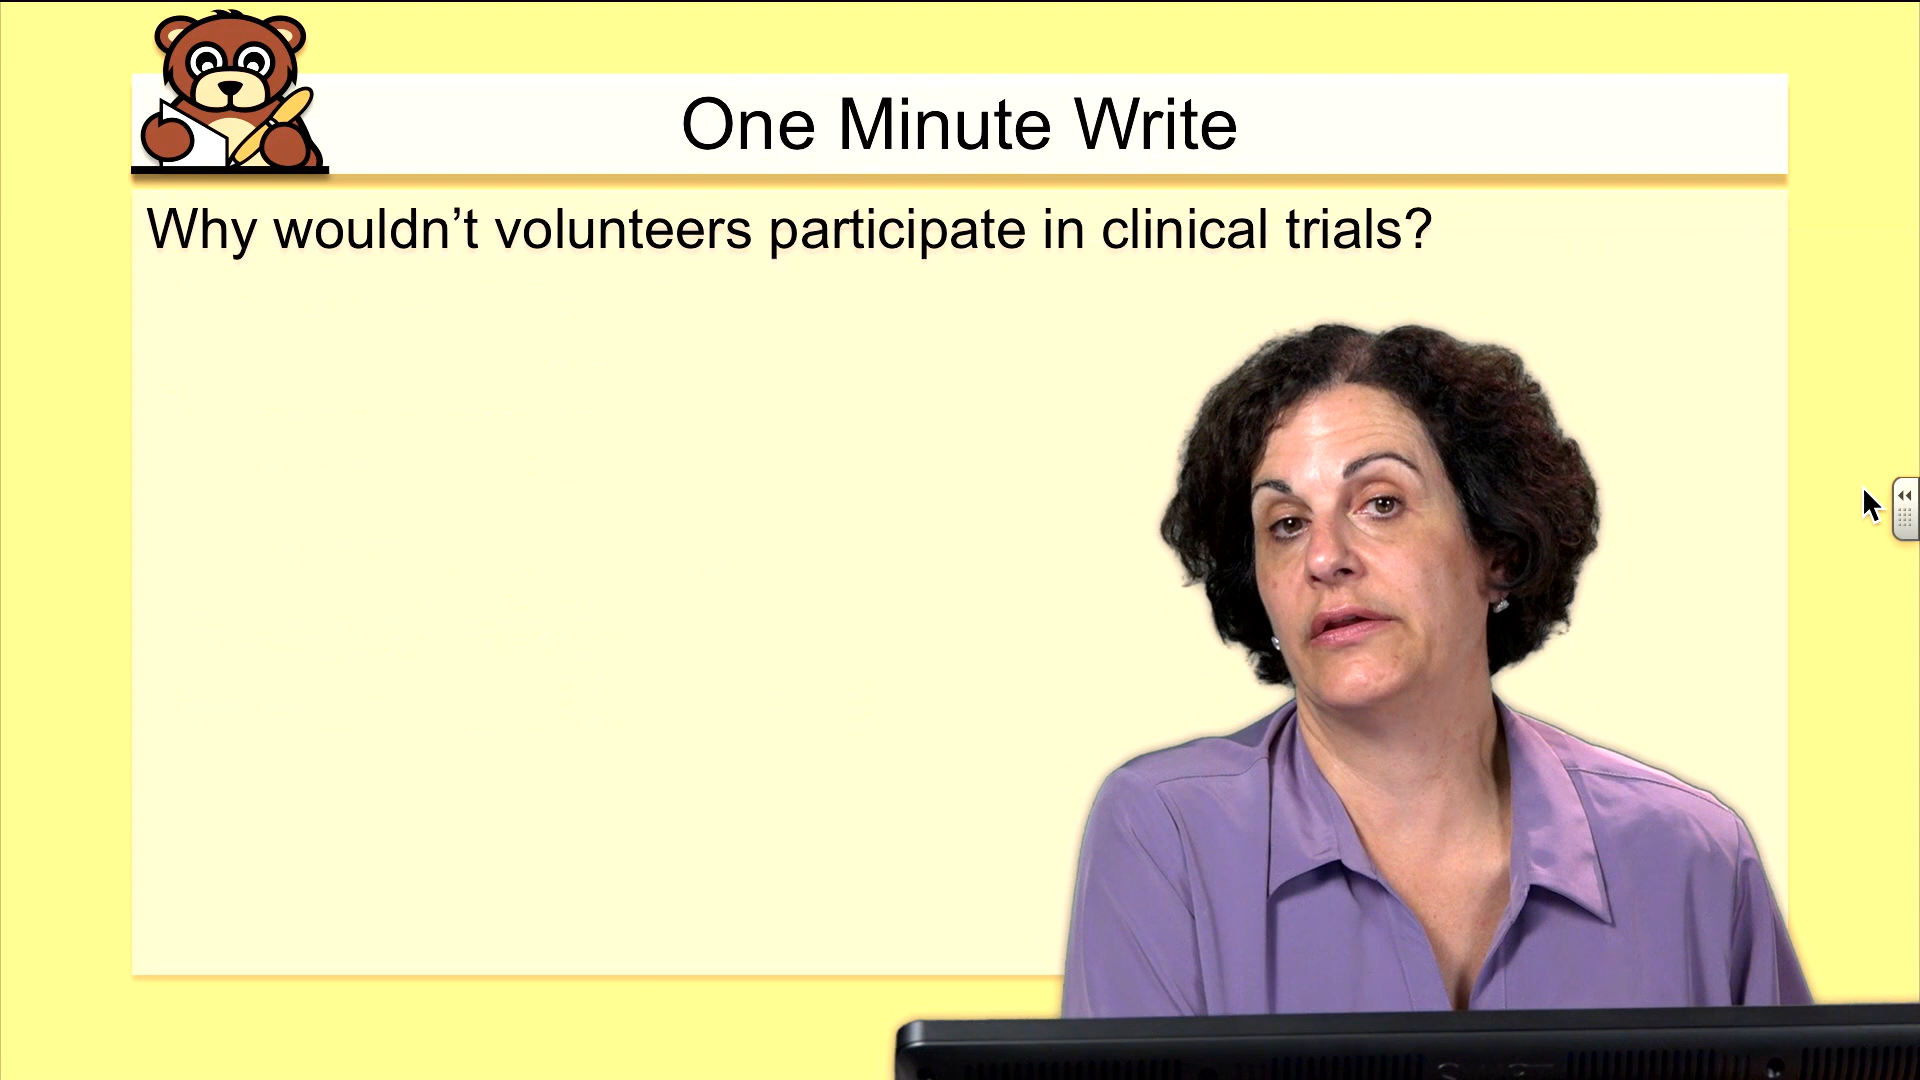 One Minute Write
Why wouldn’t volunteers participate in clinical trials?